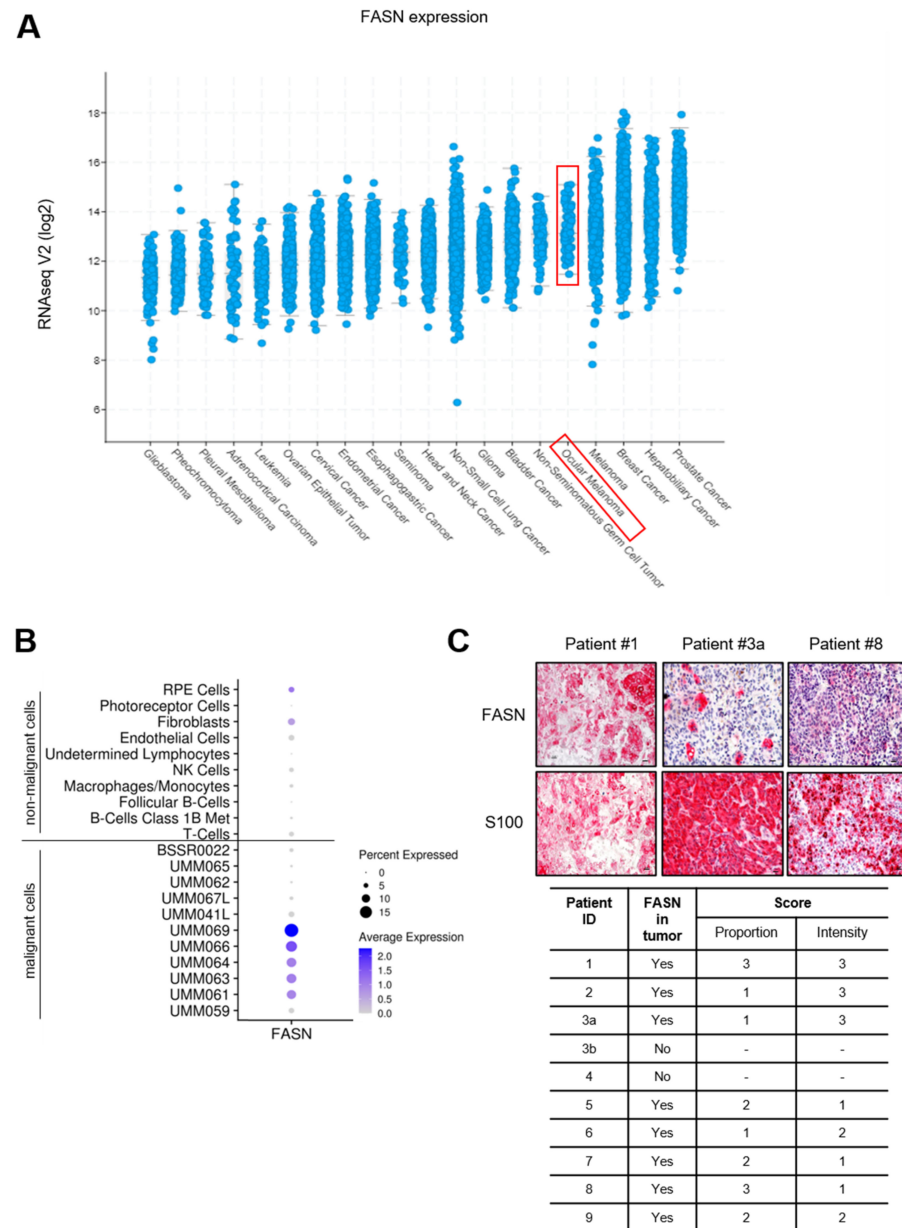 A
FASN expression
RNAseq V2 (log2)
18
16
14
12
10
8
6
Glioblastoma
Pheochromocytoma
Pleural Mesothelioma
Adrenocortical Carcinoma
Leukemia
Ovarian Epithelial Tumor
Cervical Cancer
Endometrial Cancer
Esophagogastric Cancer
Seminoma
Head and Neck Cancer
Non-Small Cell Lung Cancer
Glioma
Bladder Cancer
Non-Seminomatous Germ Cell Tumor
Ocular Melanoma
Melanoma
Breast Cancer
Hepatobiliary Cancer
Prostate Cancer
B
non-malignant cells
RPE Cells
Photoreceptor Cells
Fibroblasts
Endothelial Cells
Undetermined Lymphocytes
NK Cells
Macrophages/Monocytes
Follicular B-Cells
B-Cells Class 1B Met
T-Cells
malignant cells
BSSR0022
UMM065
UMM062
UMM067L
UMM041L
UMM069
UMM066
UMM064
UMM063
UMM061
UMM059
FASN
Percent Expressed
0
5
10
15
Average Expression
2.0
1.5
1.0
0.5
0.0
C
Patient #1 Patient #3a Patient #8
FASN
S100
Patient ID FASN in tumor Score
Proportion Intensity
1 Yes 3 3
2 Yes 1 3
3a Yes 1 3
3b No - -
4 No - -
5 Yes 2 1
6 Yes 1 2
7 Yes 2 1
8 Yes 3 1
9 Yes 2 2